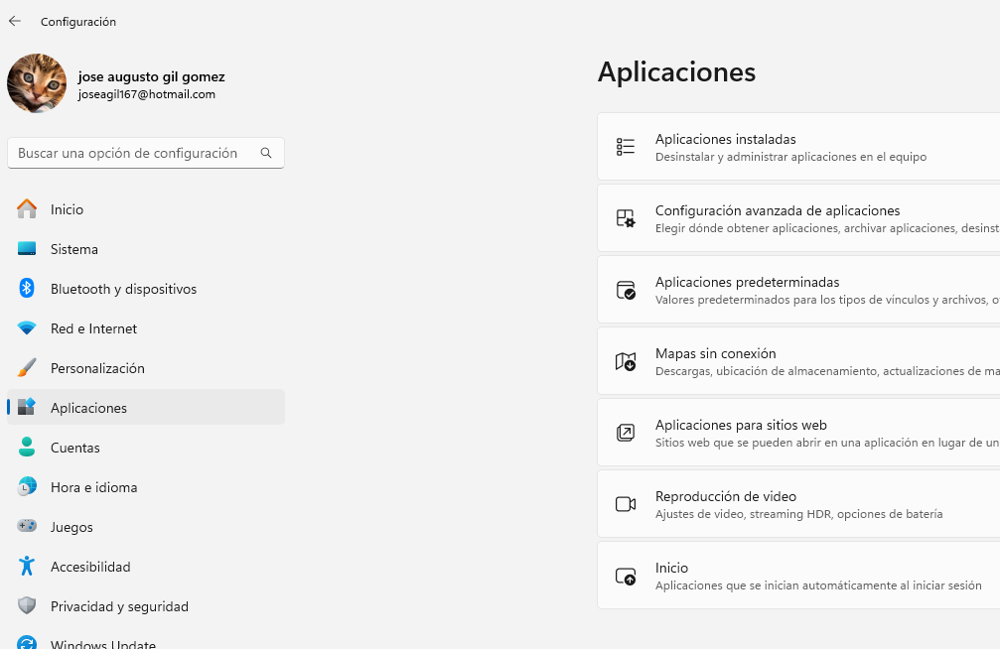 Configuración
jose augusto gil gomez
joseagil167@hotmail.com
Buscar una opción de configuración
Inicio
Sistema
Bluetooth y dispositivos
Red e Internet
Personalización
Aplicaciones
Cuentas
Hora e idioma
Juegos
Accesibilidad
Privacidad y seguridad
Windows Update
Aplicaciones
Aplicaciones instaladas
Desinstalar y administrar aplicaciones en el equipo
Configuración avanzada de aplicaciones
Elegir dónde obtener aplicaciones, archivar aplicaciones, desinst
Aplicaciones predeterminadas
Valores predeterminados para los tipos de vínculos y archivos, o
Mapas sin conexión
Descargas, ubicación de almacenamiento, actualizaciones de ma
Aplicaciones para sitios web
Sitios web que se pueden abrir en una aplicación en lugar de un
Reproducción de video
Ajustes de video, streaming HDR, opciones de batería
Inicio
Aplicaciones que se inician automáticamente al iniciar sesión